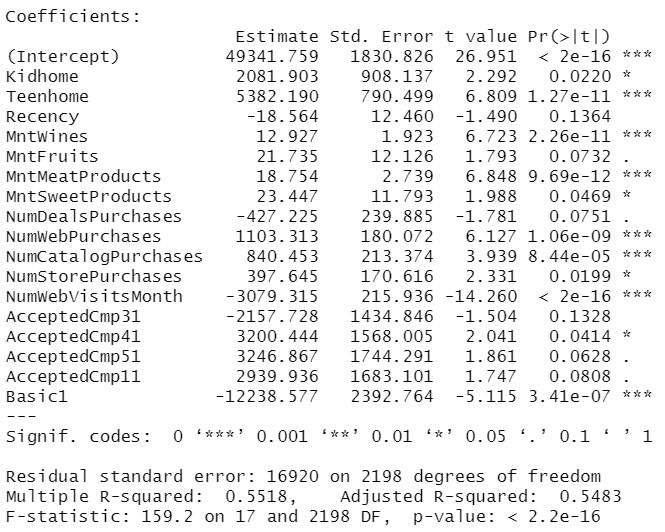 Coefficients:
                     Estimate Std. Error t value Pr(>|t|)
(Intercept)         49341.759   1830.826  26.951  < 2e-16 ***
Kidhome              2081.903    908.137   2.292   0.0220 *
Teenhome             5382.190    790.499   6.809 1.27e-11 ***
Recency               -18.564     12.460  -1.490   0.1364
MntWines               12.927      1.923   6.723 2.26e-11 ***
MntFruits              21.735     12.126   1.793   0.0732 .
MntMeatProducts        18.754      2.739   6.848 9.69e-12 ***
MntSweetProducts       23.447     11.793   1.988   0.0469 *
NumDealsPurchases    -427.225    239.885  -1.781   0.0751 .
NumWebPurchases      1103.313    180.072   6.127 1.06e-09 ***
NumCatalogPurchases   840.453    213.374   3.939 8.44e-05 ***
NumStorePurchases     397.645    170.616   2.331   0.0199 *
NumWebVisitsMonth   -3079.315    215.936 -14.260  < 2e-16 ***
AcceptedCmp31       -2157.728   1434.846  -1.504   0.1328
AcceptedCmp41        3200.444   1568.005   2.041   0.0414 *
AcceptedCmp51        3246.867   1744.291   1.861   0.0628 .
AcceptedCmp11        2939.936   1683.101   1.747   0.0808 .
Basic1             -12238.577   2392.764  -5.115 3.41e-07 ***
---
Signif. codes:  0 ‘***’ 0.001 ‘**’ 0.01 ‘*’ 0.05 ‘.’ 0.1 ‘ ’ 1
Residual standard error: 16920 on 2198 degrees of freedom
Multiple R-squared:  0.5518,    Adjusted R-squared:  0.5483
F-statistic: 159.2 on 17 and 2198 DF,  p-value: < 2.2e-16